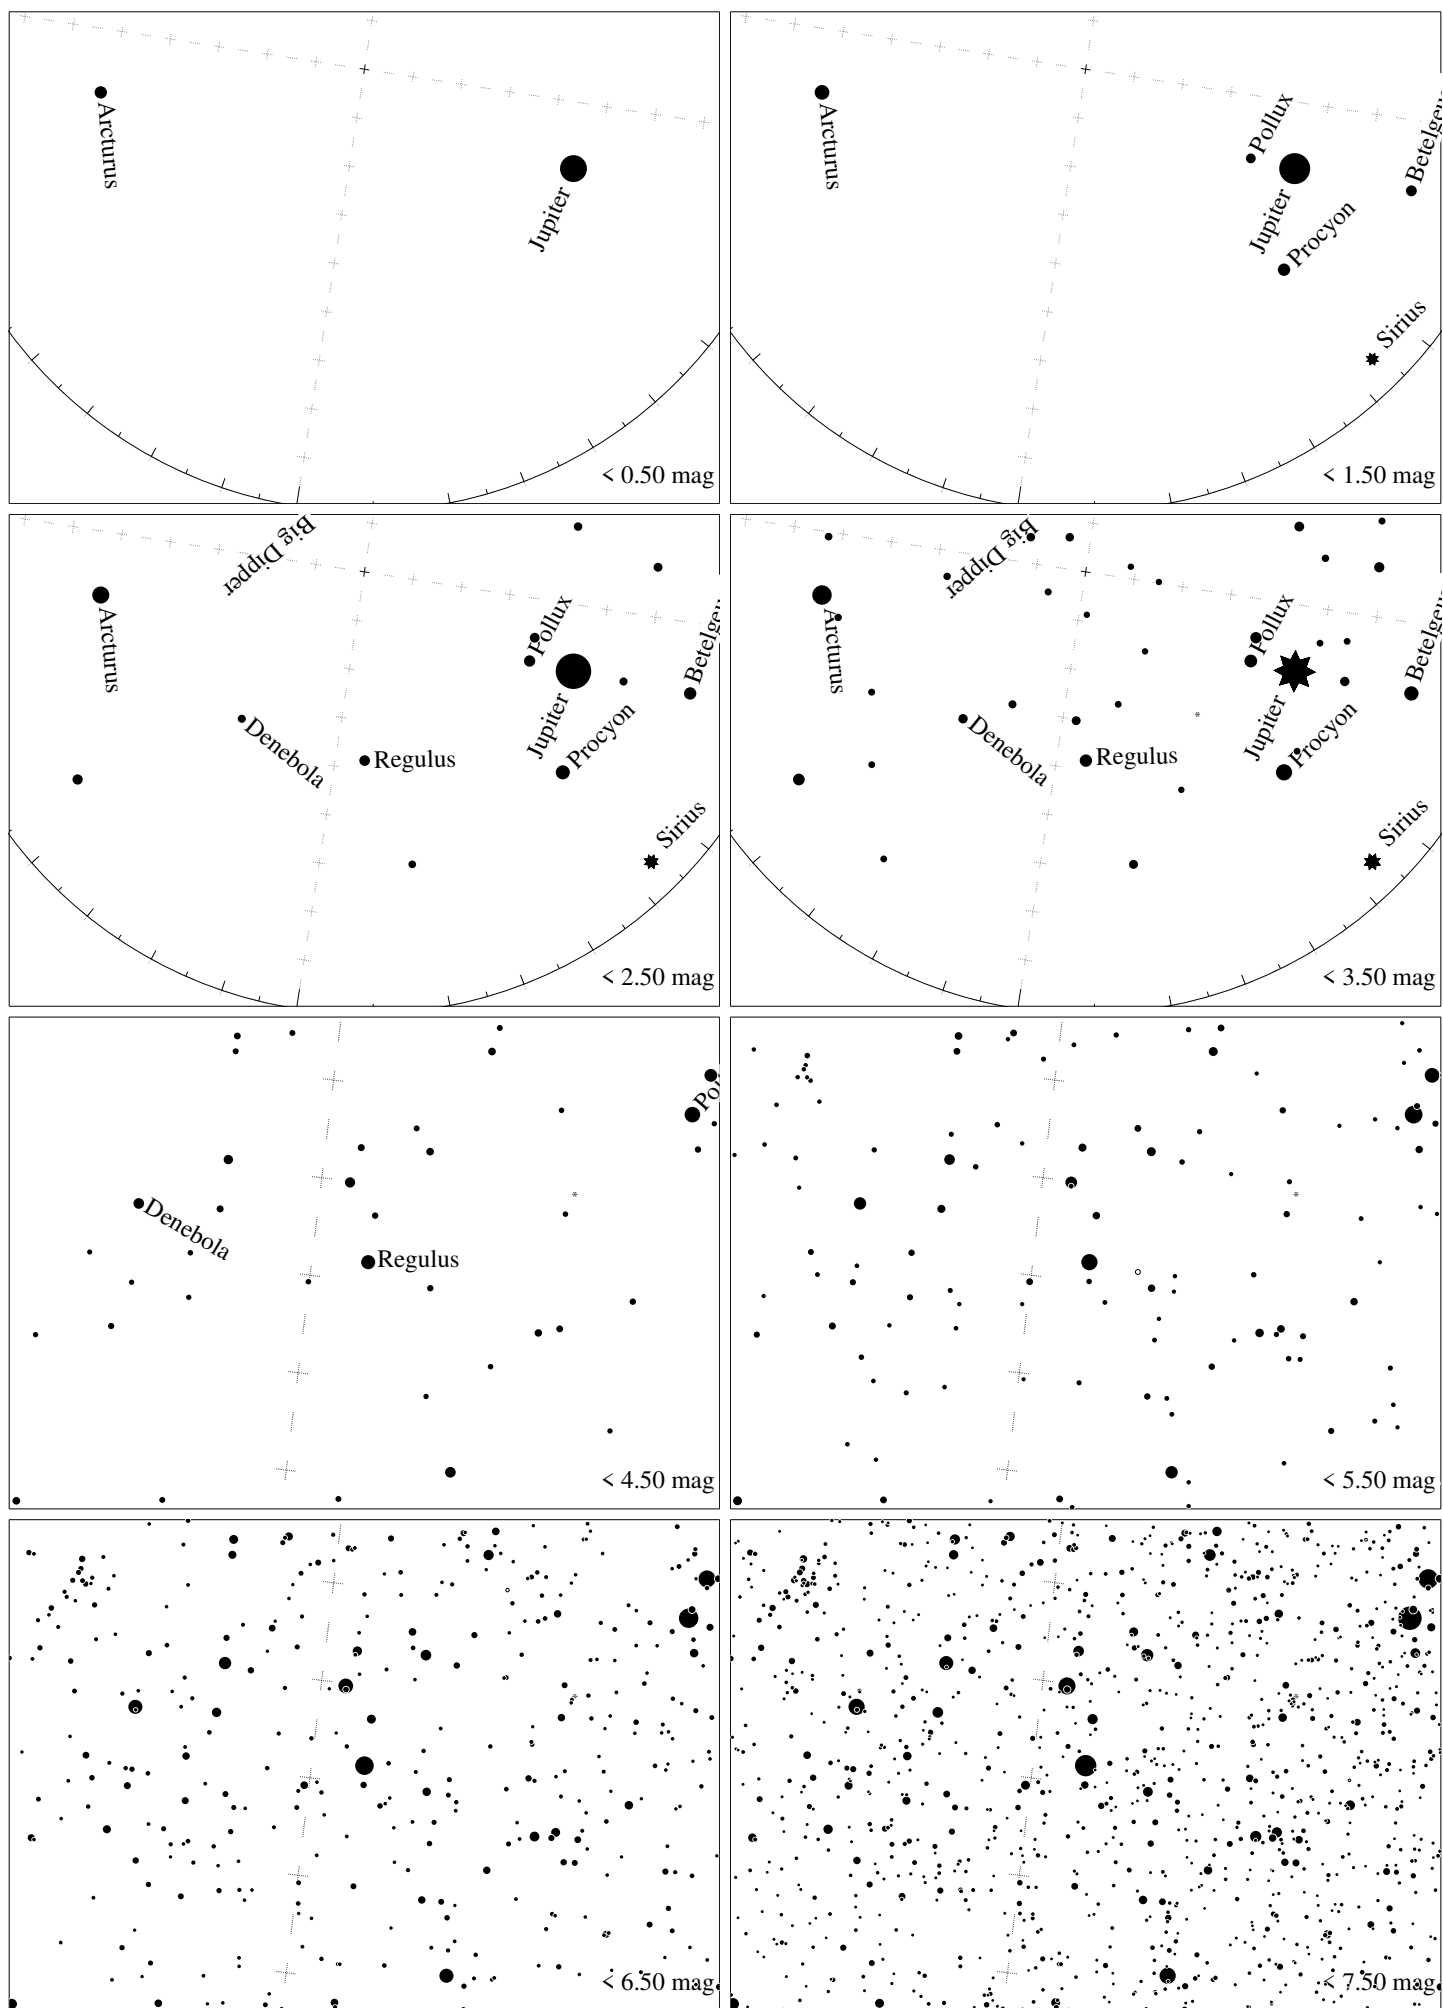 Arcturus
Jupiter
< 0.50 mag
Arcturus
Pollux
Betelgeu
Jupiter
Procyon
Sirius
< 1.50 mag
Big Dipper
Arcturus
Pollux
Betelgeu
Denebola
Jupiter
Procyon
Regulus
Sirius
< 2.50 mag
Big Dipper
Arcturus
Pollux
Betelgeu
Denebola
Jupiter
Procyon
Regulus
Sirius
< 3.50 mag
Pol
Denebola
Regulus
< 4.50 mag
< 5.50 mag
< 6.50 mag
< 7.50 mag